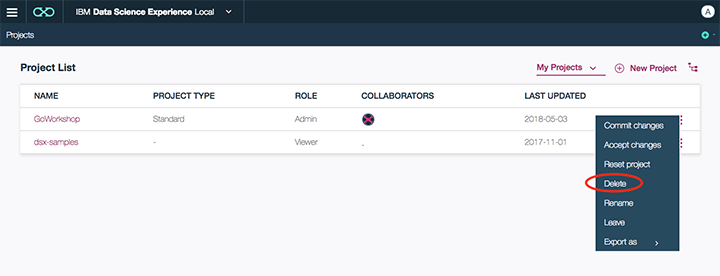 IBM Data Science Experience Local
A
Projects
Project List
My Projects
New Project
NAME PROJECT TYPE ROLE COLLABORATORS LAST UPDATED
GoWorkshop Standard Admin 2018-05-03
dsx-samples - Viewer - 2017-11-01
Commit changes
Accept changes
Reset project
Delete
Rename
Leave
Export as